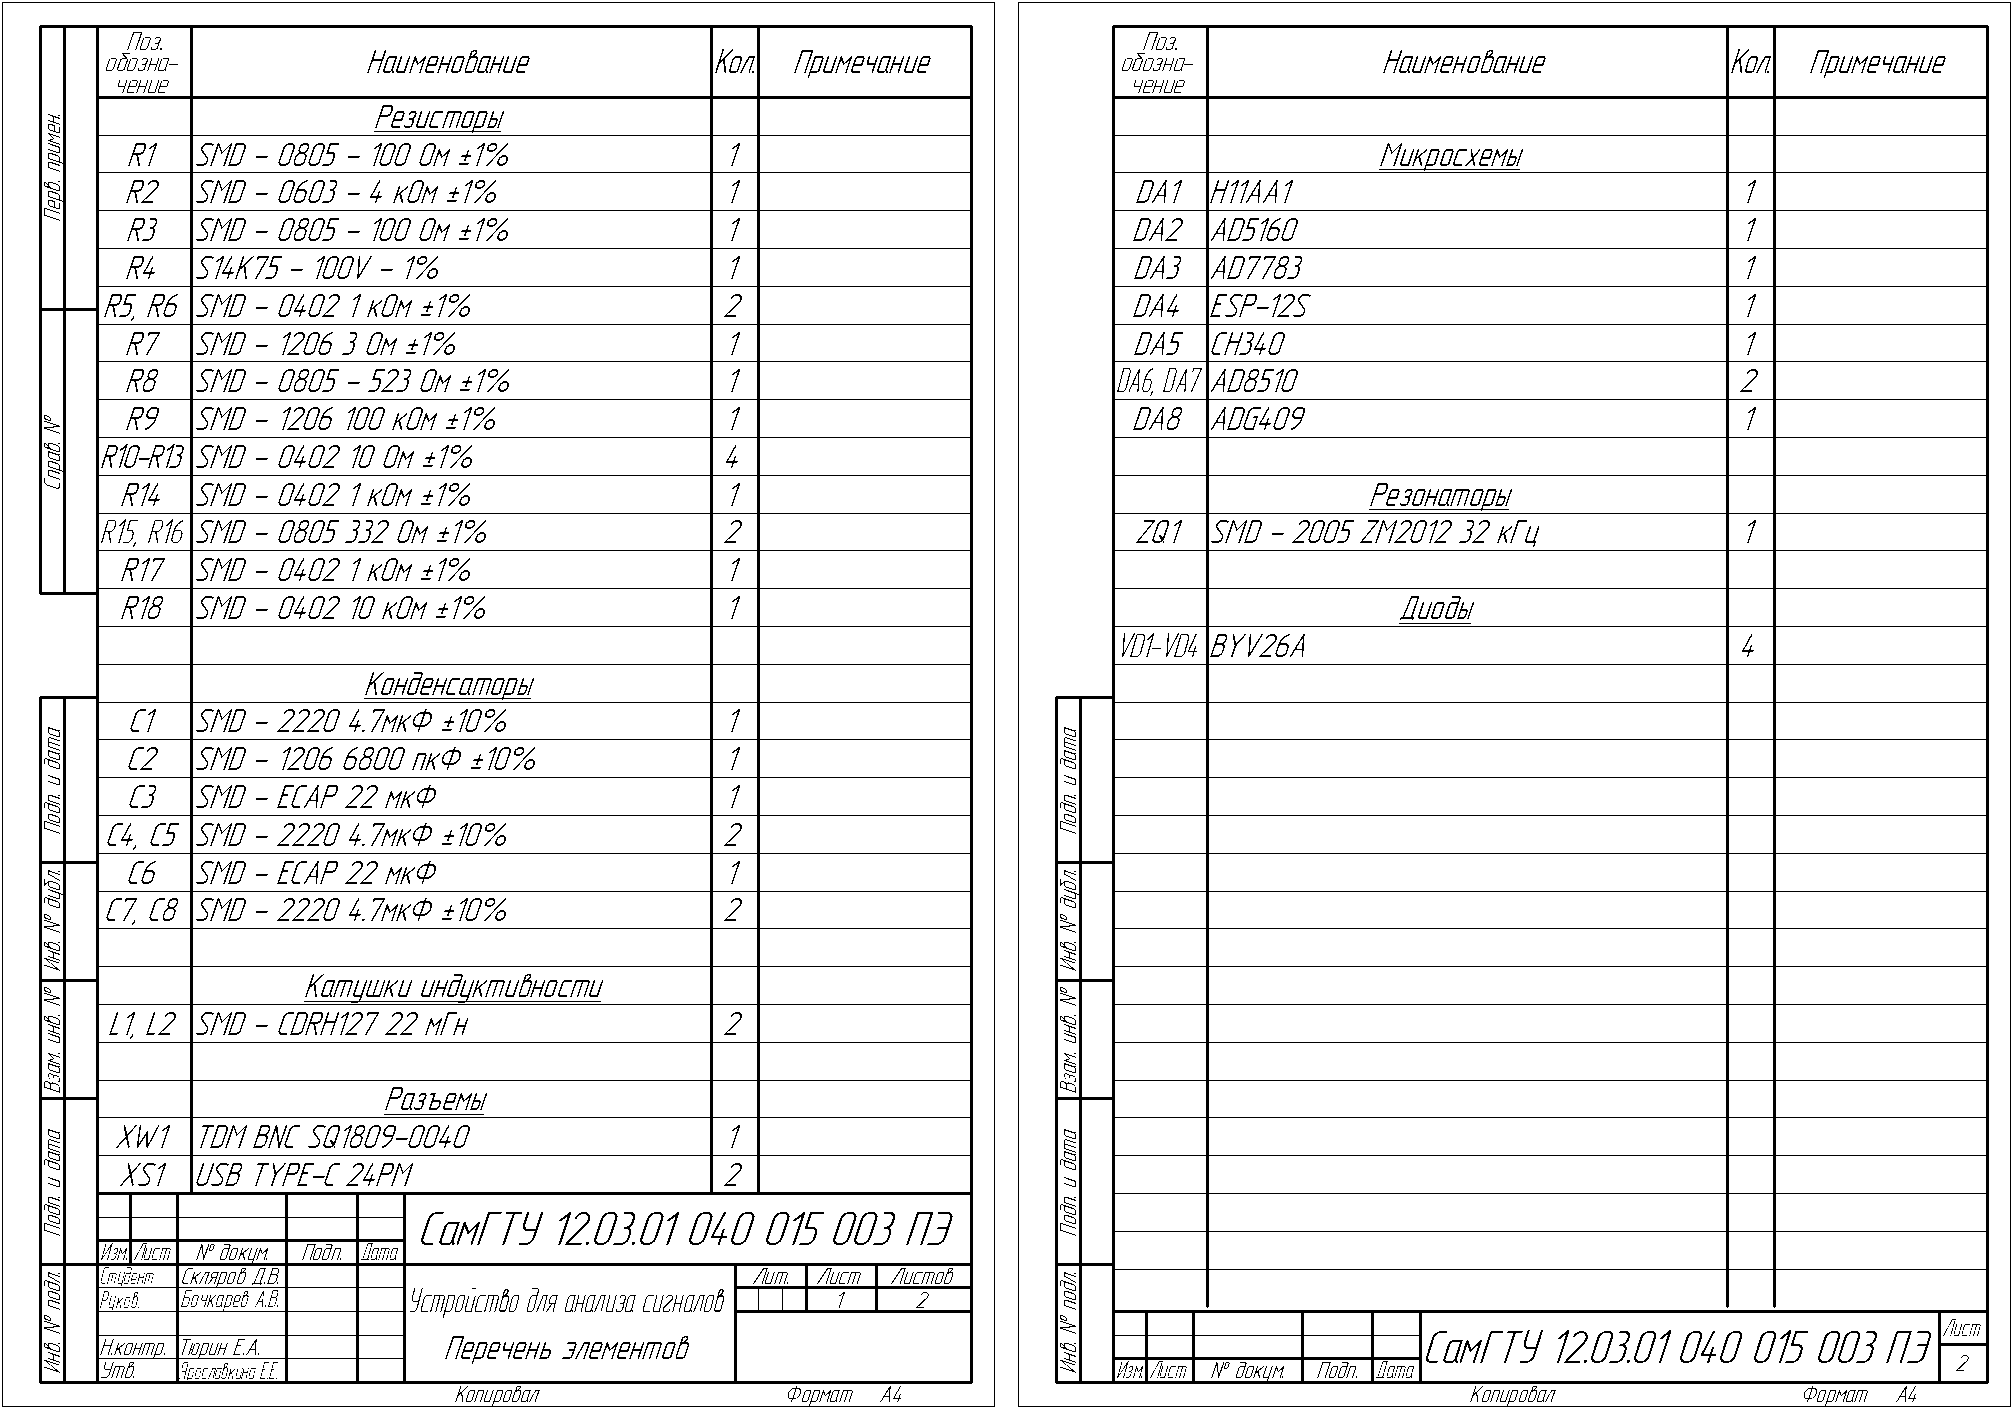 Поз. обозна- чение Наименование Кол. Примечание
Резисторы
R1 SMD - 0805 - 100 Ом ±1% 1
R2 SMD - 0603 - 4 кОм ±1% 1
R3 SMD - 0805 - 100 Ом ±1% 1
R4 S14K75 - 100V - 1% 1
R5, R6 SMD - 0402 1 кОм ±1% 2
R7 SMD - 1206 3 Ом ±1% 1
R8 SMD - 0805 - 523 Ом ±1% 1
R9 SMD - 1206 100 кОм ±1% 1
R10-R13 SMD - 0402 10 Ом ±1% 4
R14 SMD - 0402 1 кОм ±1% 1
R15, R16 SMD - 0805 332 Ом ±1% 2
R17 SMD - 0402 1 кОм ±1% 1
R18 SMD - 0402 10 кОм ±1% 1
Конденсаторы
C1 SMD - 2220 4.7мкФ ±10% 1
C2 SMD - 1206 6800 пкФ ±10% 1
C3 SMD - ECAP 22 мкФ 1
C4, C5 SMD - 2220 4.7мкФ ±10% 2
C6 SMD - ECAP 22 мкФ 1
C7, C8 SMD - 2220 4.7мкФ ±10% 2
Катушки индуктивности
L1, L2 SMD - CDRH127 22 мГн 2
Разъемы
XW1 TDM BNC SQ1809-0040 1
XS1 USB TYPE-C 24PM 2
Перв. примен.
Справ. №
Подп. и дата
Инв. № дубл.
Взам. инв. №
Подп. и дата
Инв. № подл.
СамГТУ 12.03.01 040 015 003 ПЭ
Изм. Лист № докум. Подп. Дата
Студент Скляров Д.В.
Руков. Бочкарев А.В.
Н.контр. Тюрин Е.А.
Утв. Ярославкина Е.Е.
Устройство для анализа сигналов
Перечень элементов
Лит. Лист Листов
1 2
Копировал Формат А4
Поз. обозна- чение Наименование Кол. Примечание
Микросхемы
DA1 H11AA1 1
DA2 AD5160 1
DA3 AD7783 1
DA4 ESP-12S 1
DA5 CH340 1
DA6, DA7 AD8510 2
DA8 ADG409 1
Резонаторы
ZQ1 SMD - 2005 ZM2012 32 кГц 1
Диоды
VD1-VD4 BYV26A 4
Подп. и дата
Инв. № дубл.
Взам. инв. №
Подп. и дата
Инв. № подл.
Изм. Лист № докум. Подп. Дата
СамГТУ 12.03.01 040 015 003 ПЭ
Лист
2
Копировал Формат А4